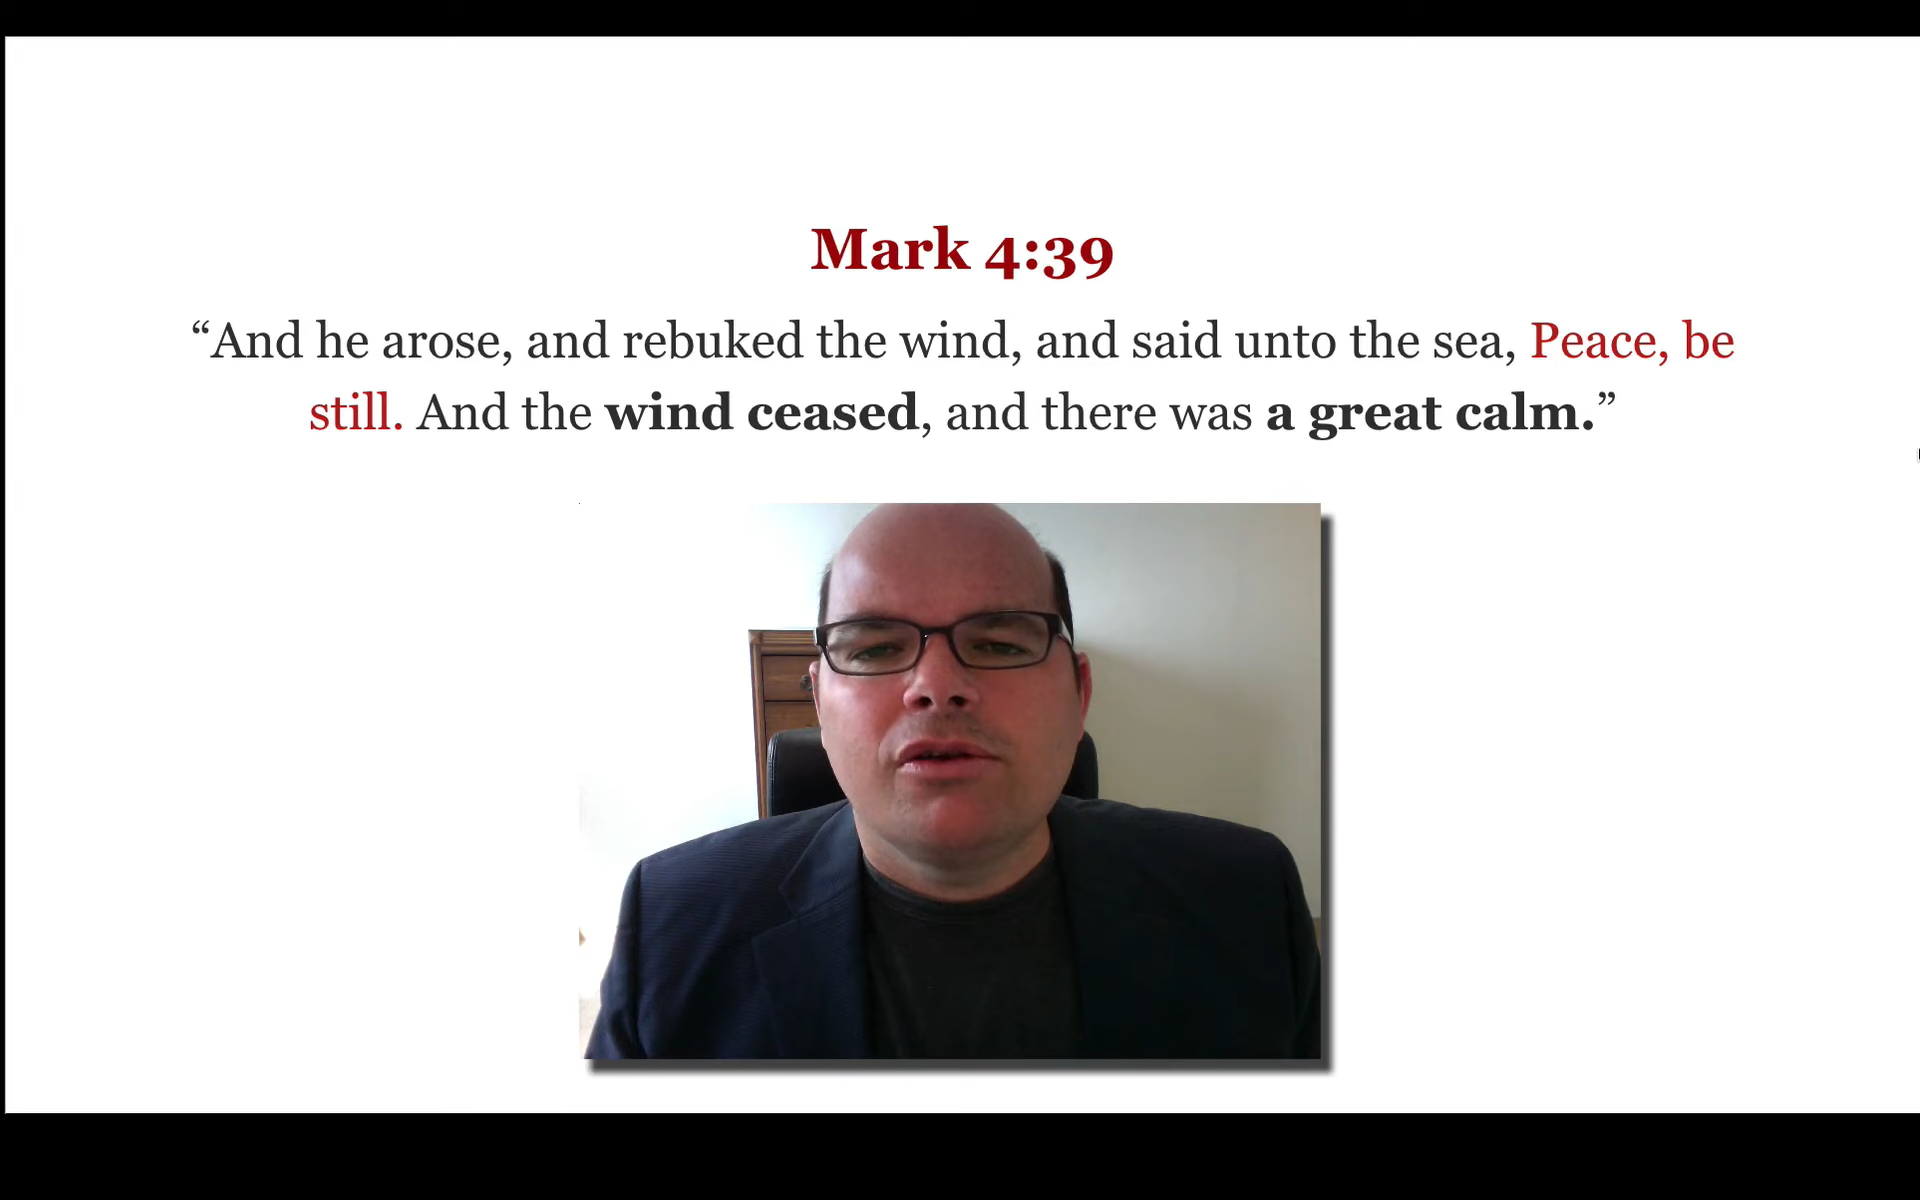 Mark 4:39
“And he arose, and rebuked the wind, and said unto the sea, Peace, be
still. And the wind ceased, and there was a great calm.”